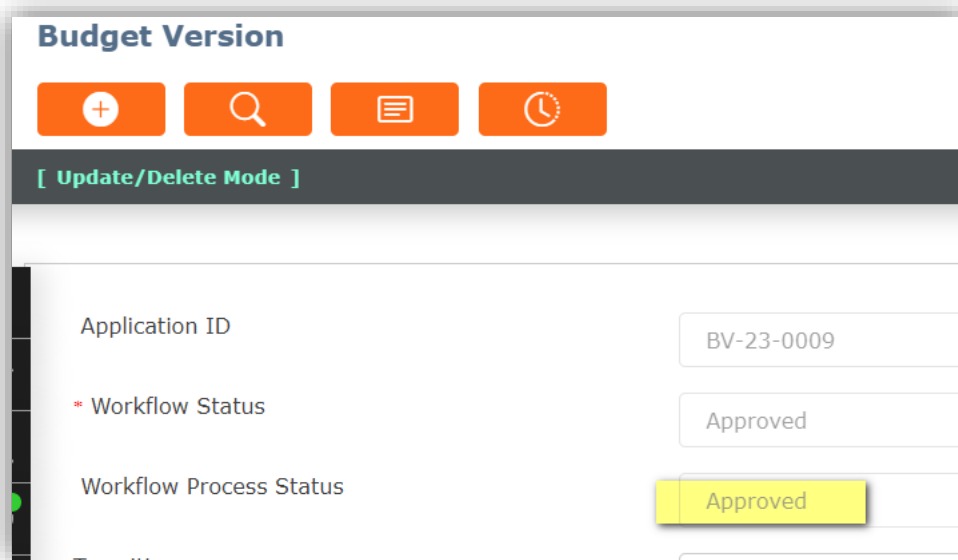 Budget Version
[ Update/Delete Mode ]
Application ID
BV-23-0009
* Workflow Status
Approved
Workflow Process Status
Approved